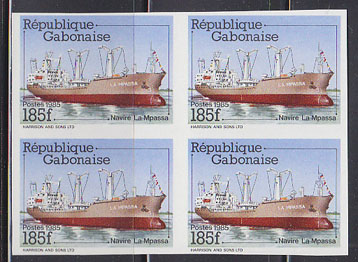 République
Gabonaise
Postes 1985
185f
Navire La Mpassa
HARRISON AND SONS LTD
République
Gabonaise
Postes 1985
185f
Navire La Mpassa
HARRISON AND SONS LTD
République
Gabonaise
Postes 1985
185f
Navire La Mpassa
HARRISON AND SONS LTD
République
Gabonaise
Postes 1985
185f
Navire La Mpassa
HARRISON AND SONS LTD